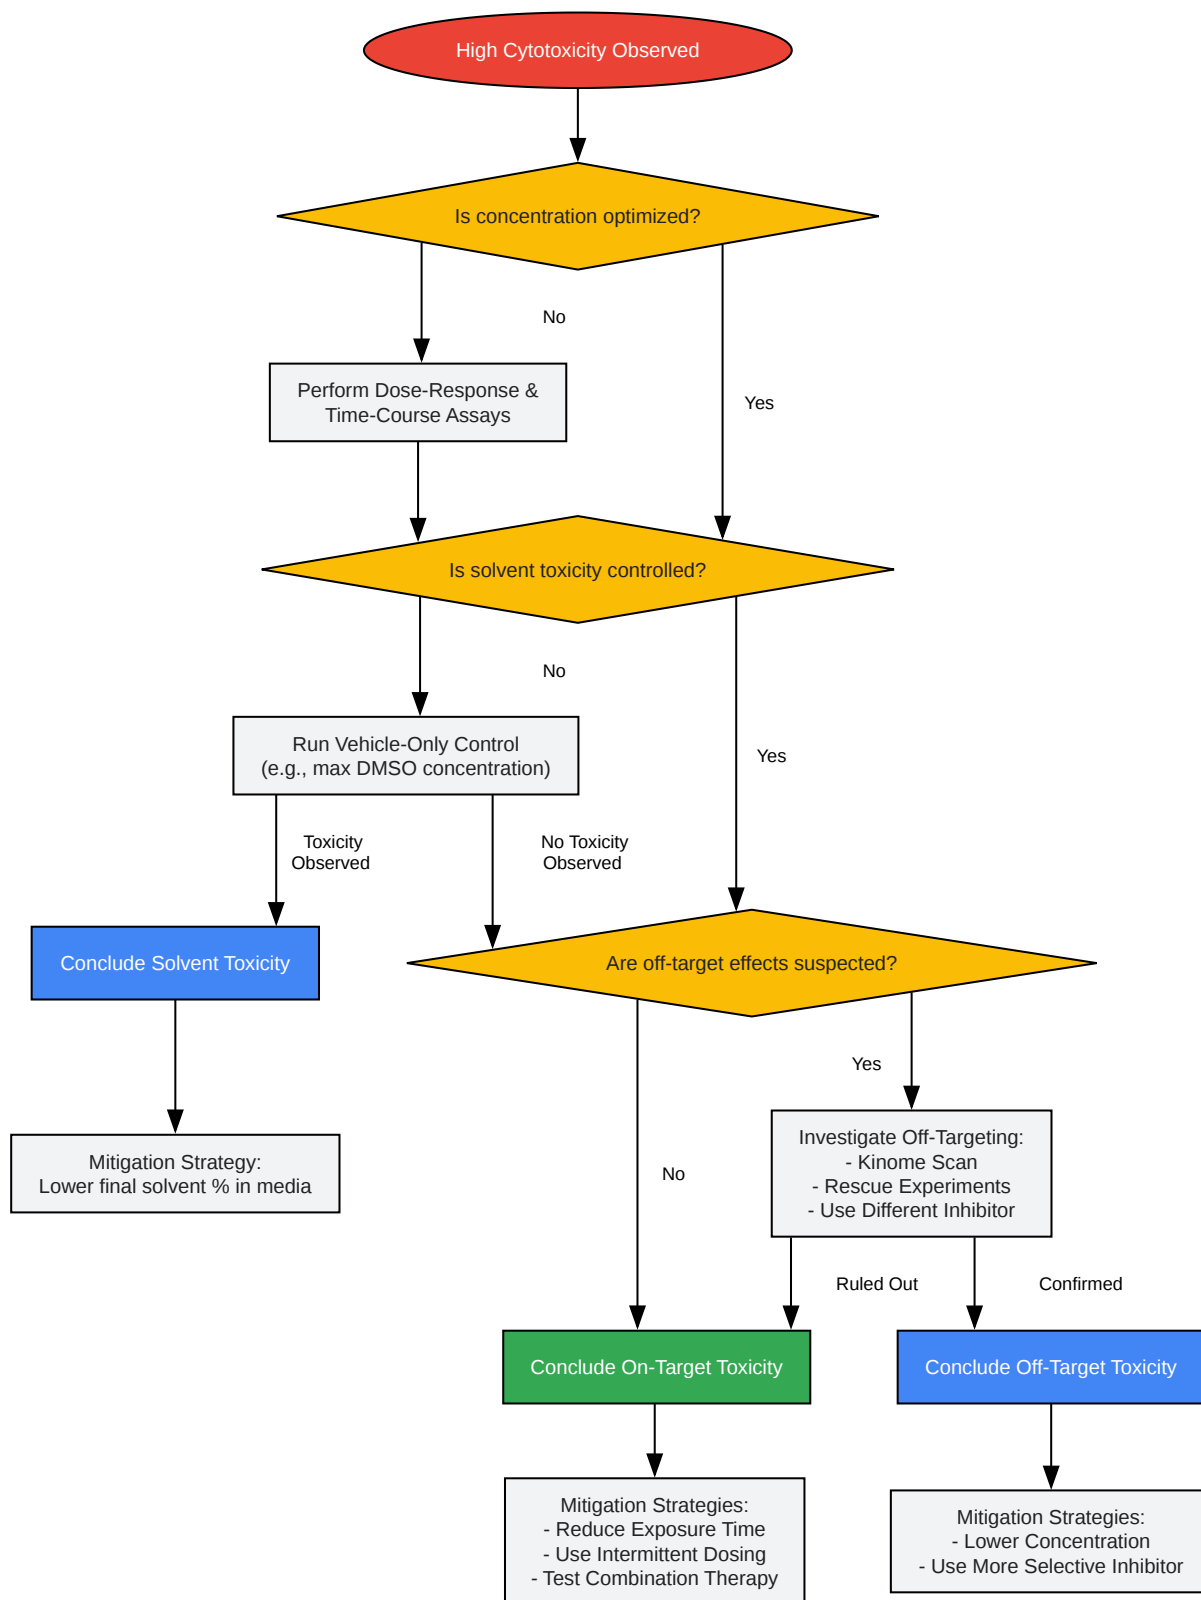 High Cytotoxicity Observed
Is concentration optimized?
No
Perform Dose-Response &
Time-Course Assays
Yes
Is solvent toxicity controlled?
No
Run Vehicle-Only Control
(e.g., max DMSO concentration)
Yes
Toxicity
Observed
No Toxicity
Observed
Conclude Solvent Toxicity
Are off-target effects suspected?
Yes
Mitigation Strategy:
Lower final solvent % in media
No
Investigate Off-Targeting:
- Kinome Scan
- Rescue Experiments
- Use Different Inhibitor
Ruled Out
Confirmed
Conclude On-Target Toxicity
Conclude Off-Target Toxicity
Mitigation Strategies:
- Reduce Exposure Time
- Use Intermittent Dosing
- Test Combination Therapy
Mitigation Strategies:
- Lower Concentration
- Use More Selective Inhibitor